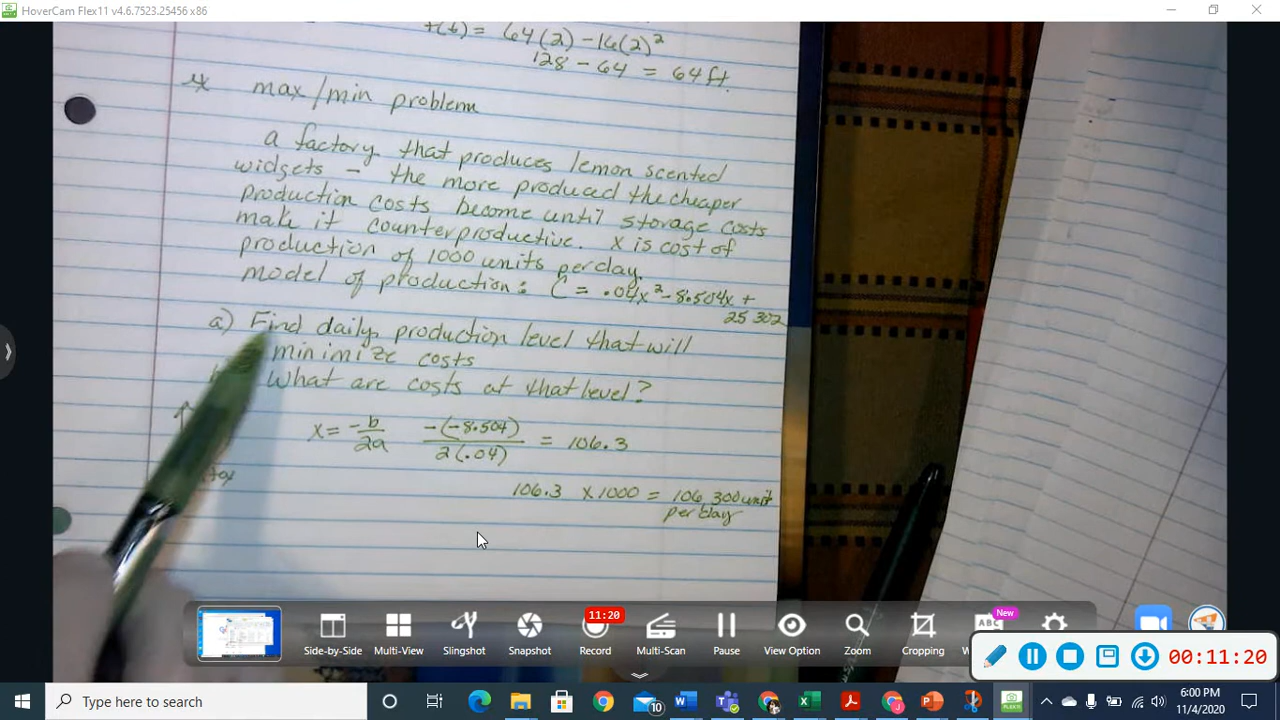 HoverCam Flex11 v4.6.7523.25456 x86
f(t) = 64(2) - 16(2)²
128 - 64 = 64 ft.
max/min problem
a factory that produces lemon scented
widgets - the more produced the cheaper
production costs become until storage costs
make it counterproductive. x is cost of
production of 1000 units per day.
model of production: C = .04x² - 8.504x +
25 302
a) Find daily production level that will
minimize costs
What are costs at that level?
x = -b/2a -(-8.504)/2(.04) = 106.3
106.3 x 1000 = 106,300 units
per day
Side-by-Side
Multi-View
Slingshot
Snapshot
11:20
Record
Multi-Scan
Pause
View Option
Zoom
Cropping
New
ABC
00:11:20
Type here to search
10
6:00 PM
11/4/2020